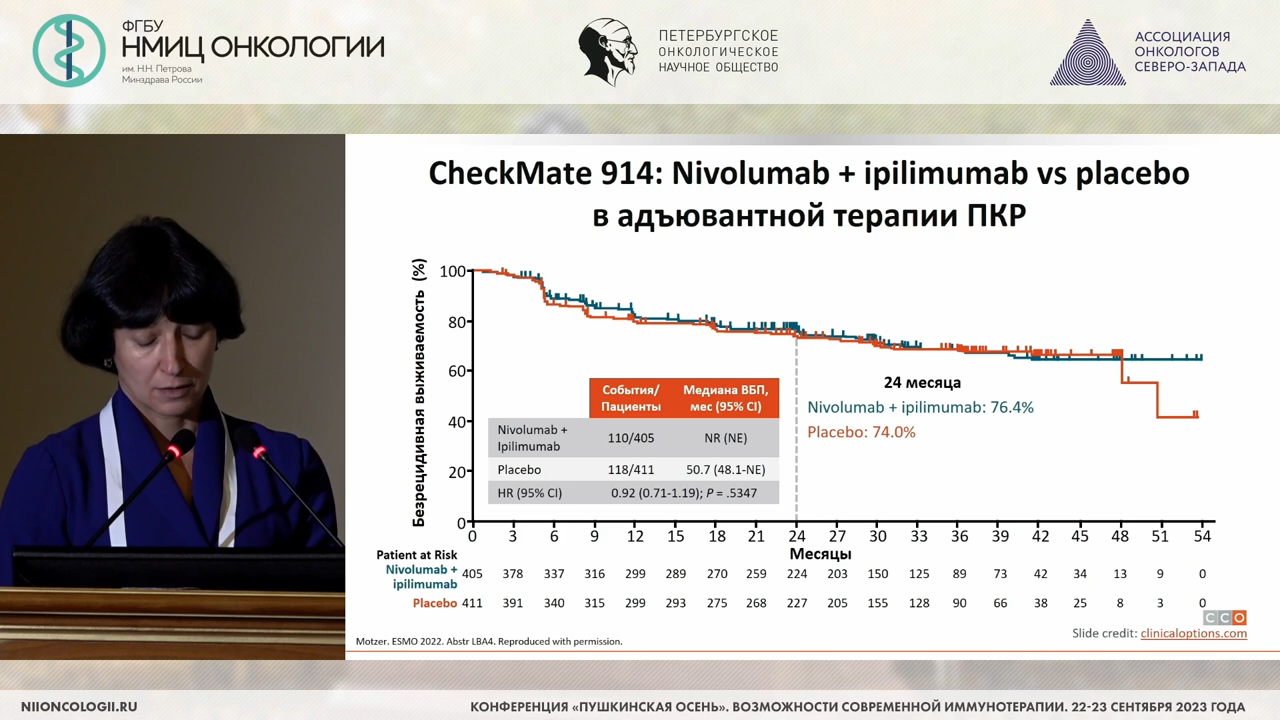 ФГБУ
НМИЦ ОНКОЛОГИИ
им. Н.Н. Петрова
Минздрава России
ПЕТЕРБУРГСКОЕ
ОНКОЛОГИЧЕСКОЕ
НАУЧНОЕ ОБЩЕСТВО
АССОЦИАЦИЯ
ОНКОЛОГОВ
СЕВЕРО-ЗАПАДА
CheckMate 914: Nivolumab + ipilimumab vs placebo
в адъювантной терапии ПКР
Безрецидивная выживаемость (%)
100
80
60
40
20
0
События/ Медиана ВБП,
Пациенты мес (95% CI)
Nivolumab +
Ipilimumab 110/405 NR (NE)
Placebo 118/411 50.7 (48.1-NE)
HR (95% CI) 0.92 (0.71-1.19); P = .5347
24 месяца
Nivolumab + ipilimumab: 76.4%
Placebo: 74.0%
0 3 6 9 12 15 18 21 24 27 30 33 36 39 42 45 48 51 54
Месяцы
Patient at Risk
Nivolumab +
ipilimumab 405 378 337 316 299 289 270 259 224 203 150 125 89 73 42 34 13 9 0
Placebo 411 391 340 315 299 293 275 268 227 205 155 128 90 66 38 25 8 3 0
CCO
Motzer. ESMO 2022. Abstr LBA4. Reproduced with permission.
Slide credit: clinicaloptions.com
NIIONCOLOGII.RU
КОНФЕРЕНЦИЯ «ПУШКИНСКАЯ ОСЕНЬ». ВОЗМОЖНОСТИ СОВРЕМЕННОЙ ИММУНОТЕРАПИИ. 22-23 СЕНТЯБРЯ 2023 ГОДА